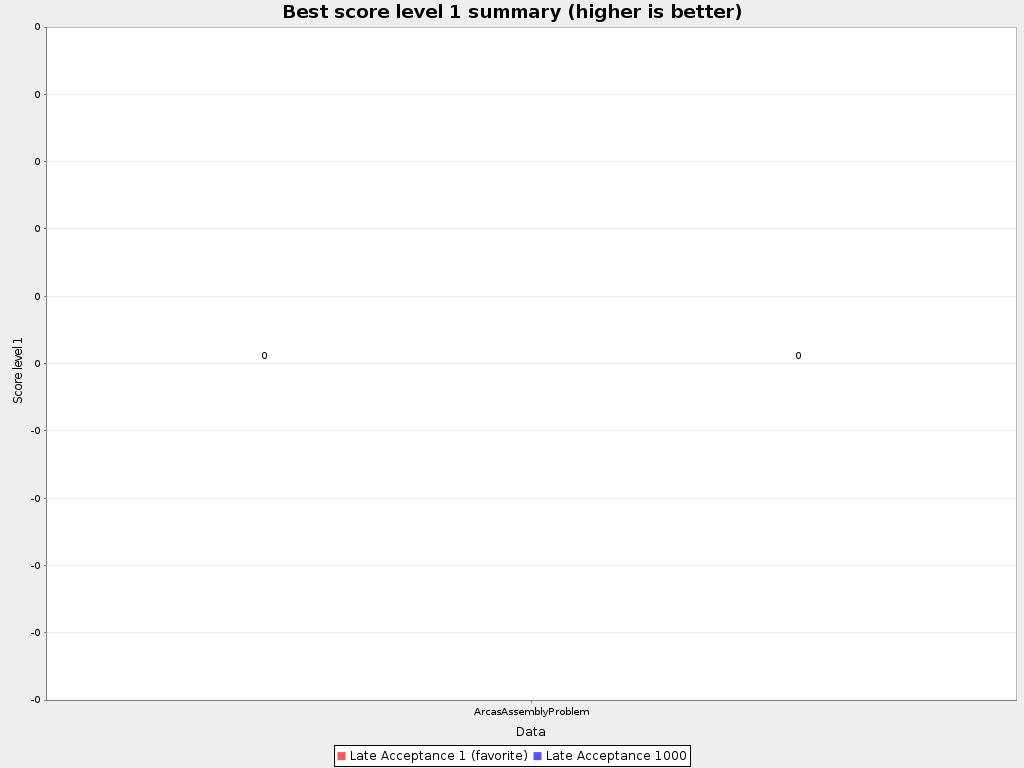 Best score level 1 summary (higher is better)
Score level 1
0
0
0
0
0
0
-0
-0
-0
-0
-0
0
0
ArcasAssemblyProblem
Data
Late Acceptance 1 (favorite) Late Acceptance 1000